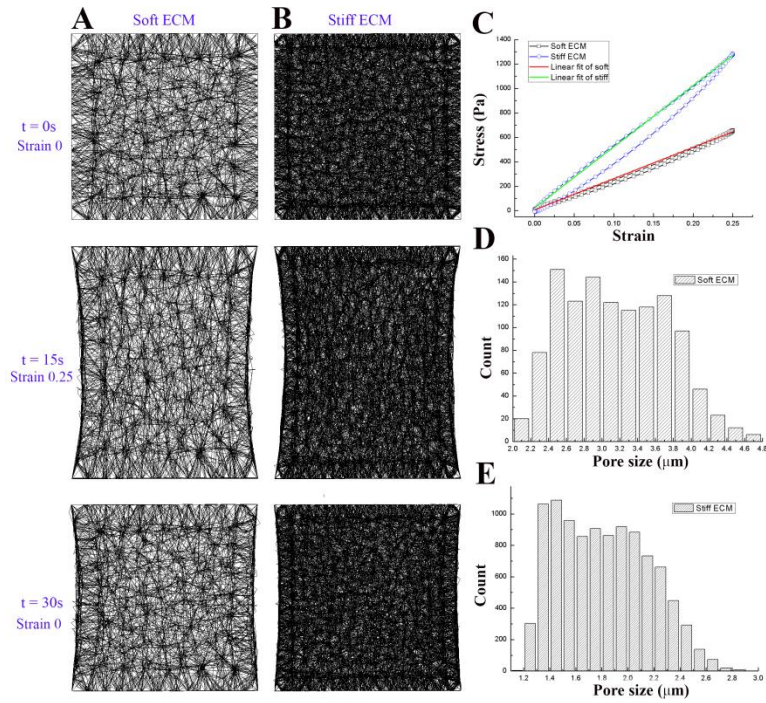 A
Soft ECM
B
Stiff ECM
t = 0s
Strain 0
t = 15s
Strain 0.25
t = 30s
Strain 0
C
Soft ECM
Stiff ECM
Linear fit of soft
Linear fit of stiff
1400
1200
1000
800
600
400
200
0
Stress (Pa)
0.00 0.05 0.10 0.15 0.20 0.25
Strain
D
Soft ECM
160
140
120
100
80
60
40
20
0
Count
2.0 2.2 2.4 2.6 2.8 3.0 3.2 3.4 3.6 3.8 4.0 4.2 4.4 4.6 4.8
Pore size (μm)
E
Stiff ECM
1000
800
600
400
200
0
Count
1.2 1.4 1.6 1.8 2.0 2.2 2.4 2.6 2.8 3.0
Pore size (μm)